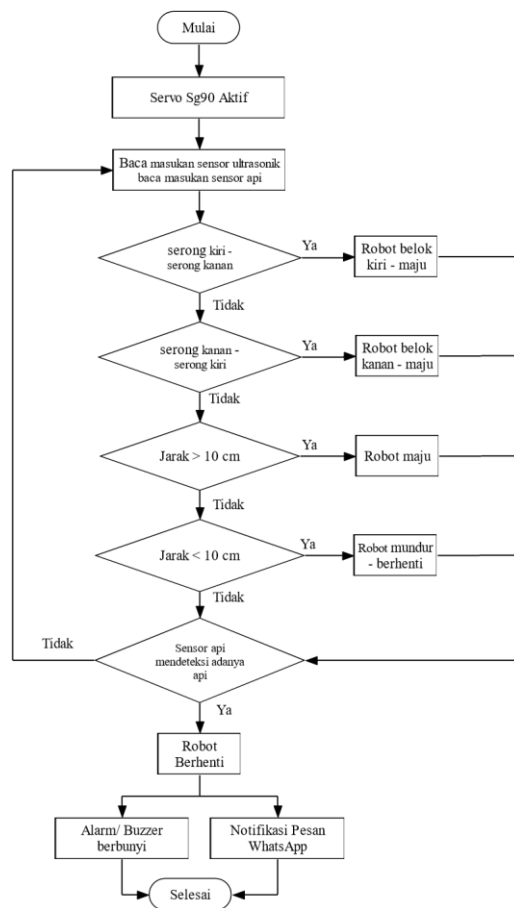 Mulai
Servo Sg90 Aktif
Baca masukan sensor ultrasonik
baca masukan sensor api
serong kiri -
serong kanan
Ya
Robot belok
kiri - maju
Tidak
serong kanan -
serong kiri
Ya
Robot belok
kanan - maju
Tidak
Jarak > 10 cm
Ya
Robot maju
Tidak
Jarak < 10 cm
Ya
Robot mundur
- berhenti
Tidak
Sensor api
mendeteksi adanya
api
Tidak
Ya
Robot
Berhenti
Alarm/ Buzzer
berbunyi
Notifikasi Pesan
WhatsApp
Selesai